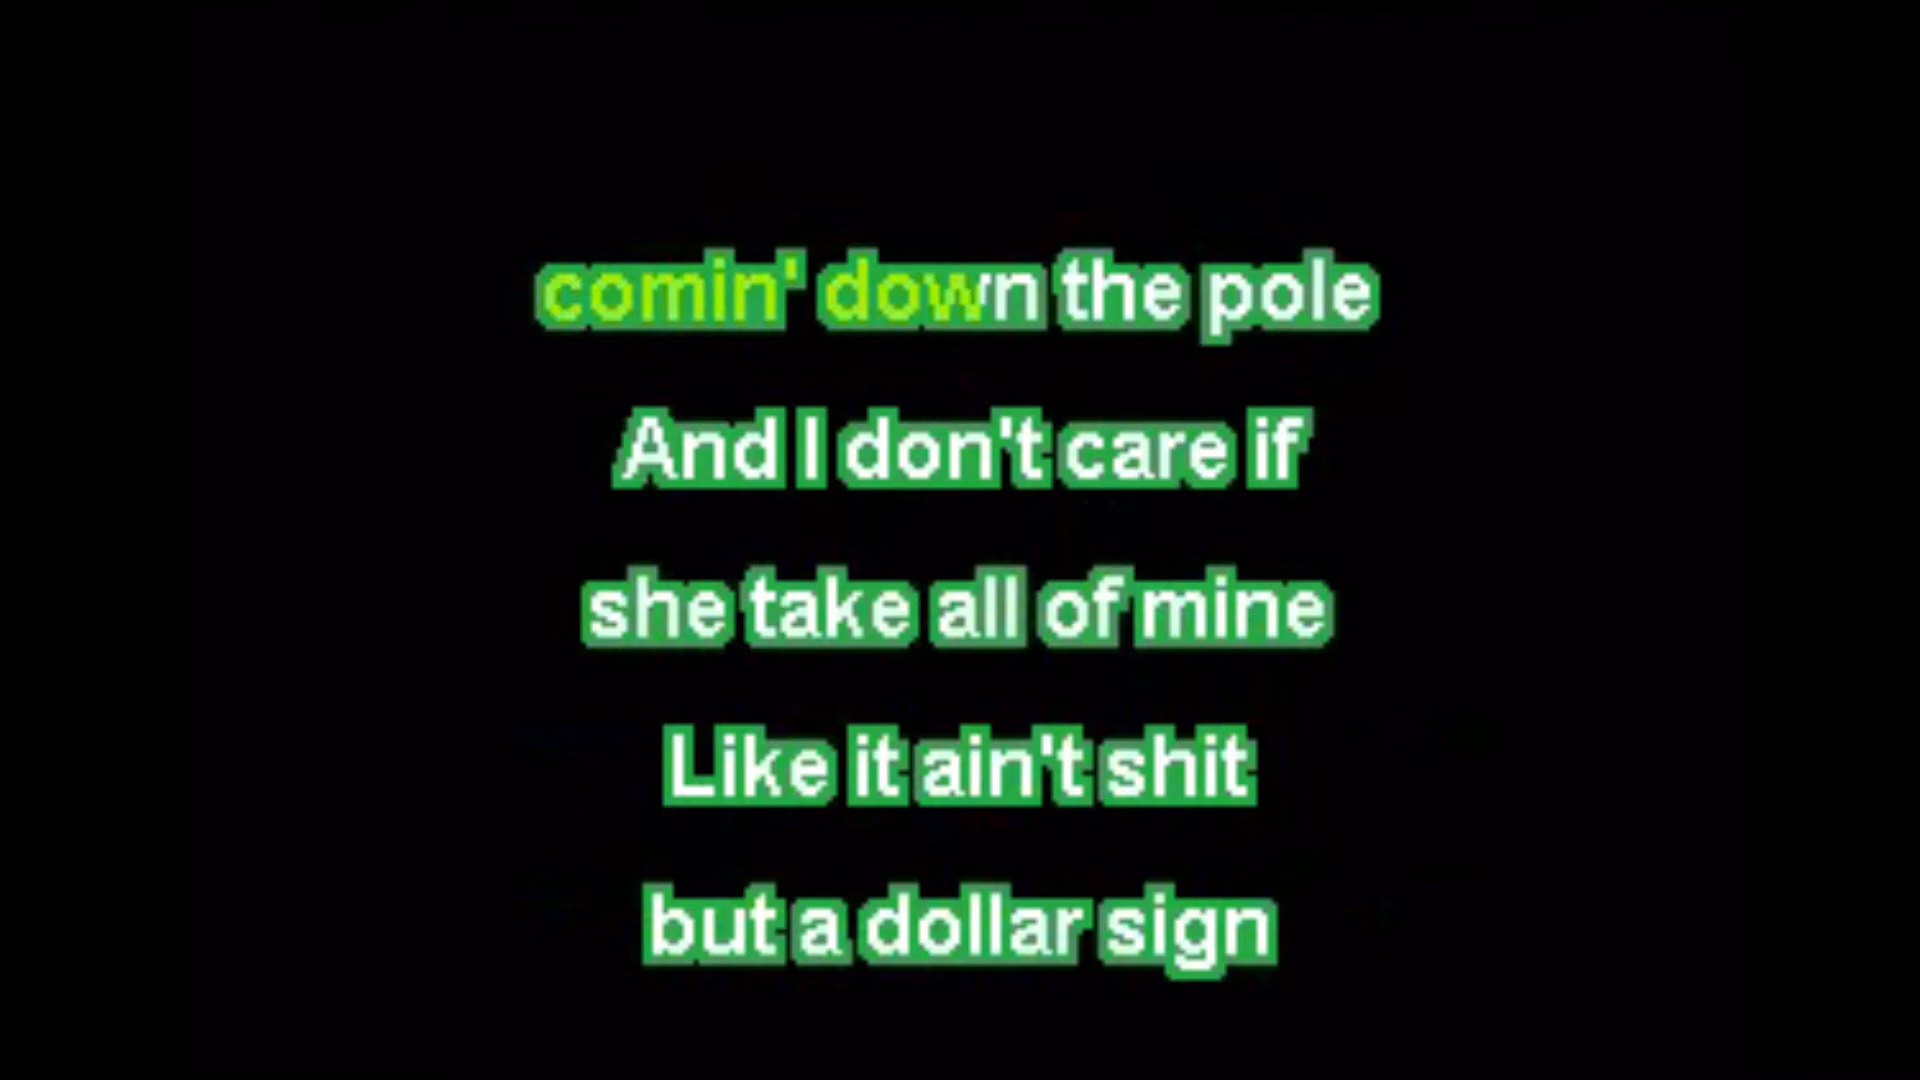 comin' down the pole
And I don't care if
she take all of mine
Like it ain't shit
but a dollar sign